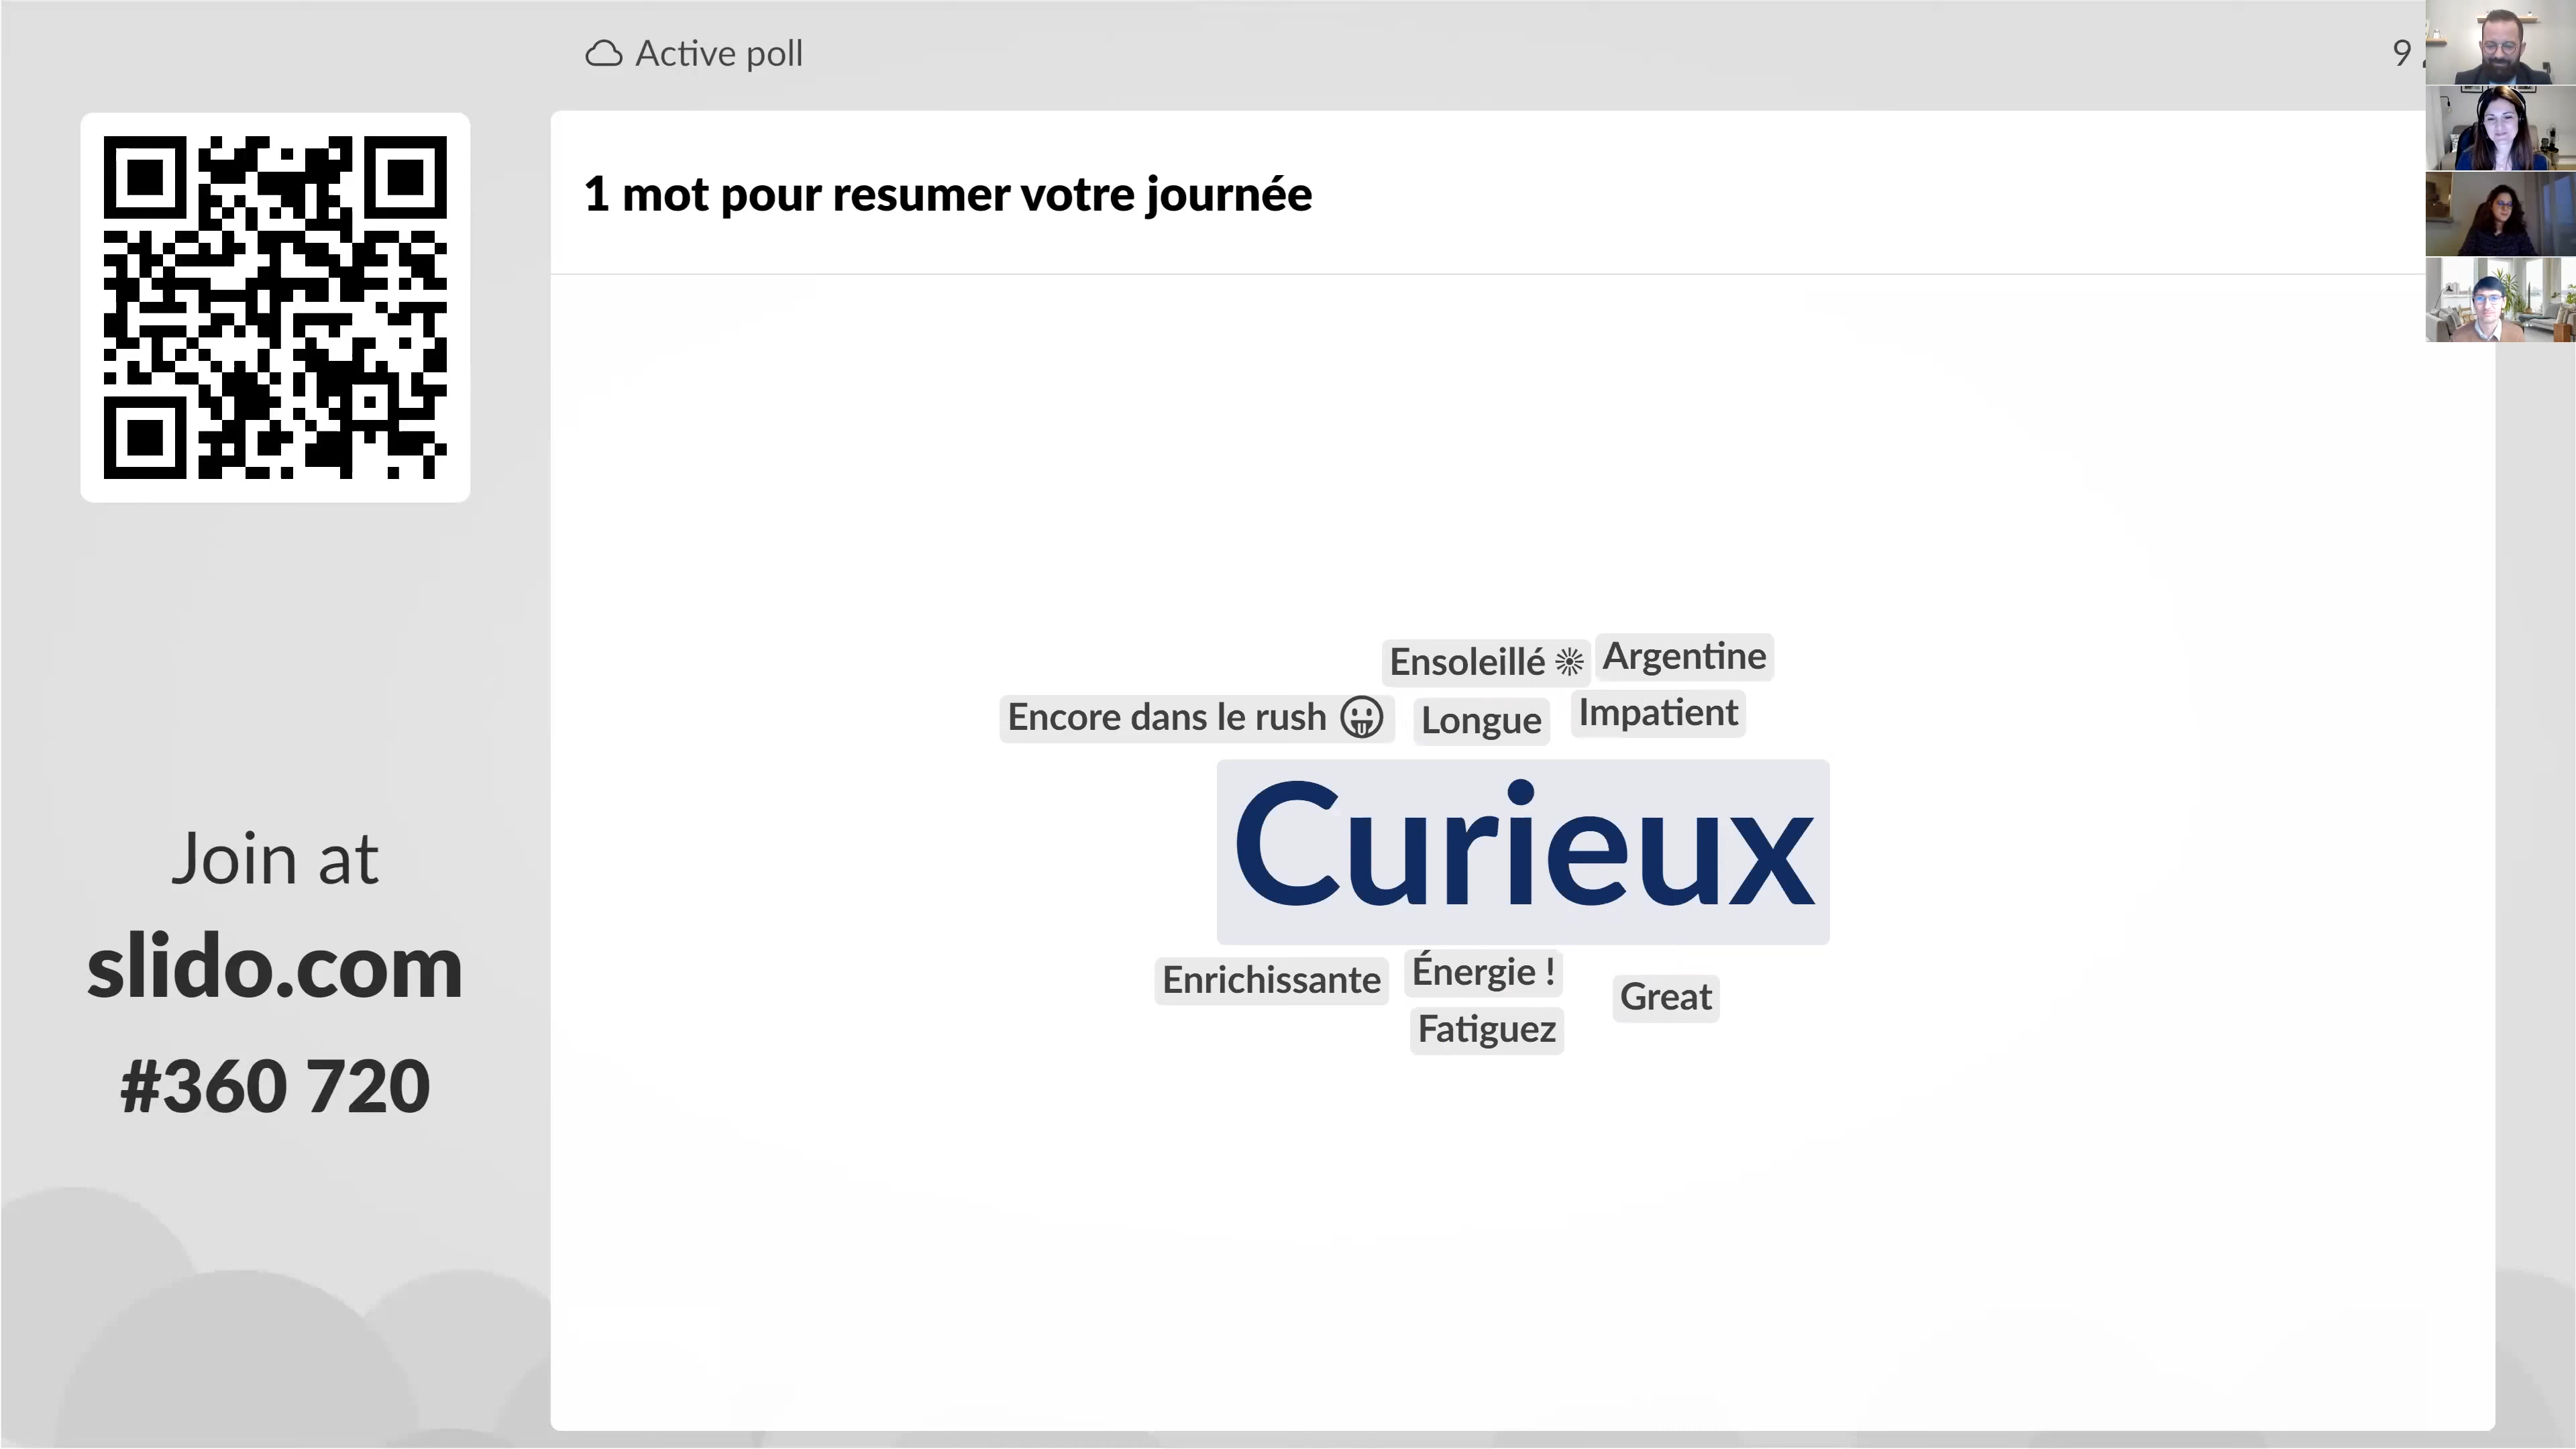 Active poll
9
1 mot pour resumer votre journée
Ensoleillé ☀ Argentine
Encore dans le rush 😛 Longue Impatient
Curieux
Enrichissante Énergie ! Great
Fatiguez
Join at
slido.com
#360 720